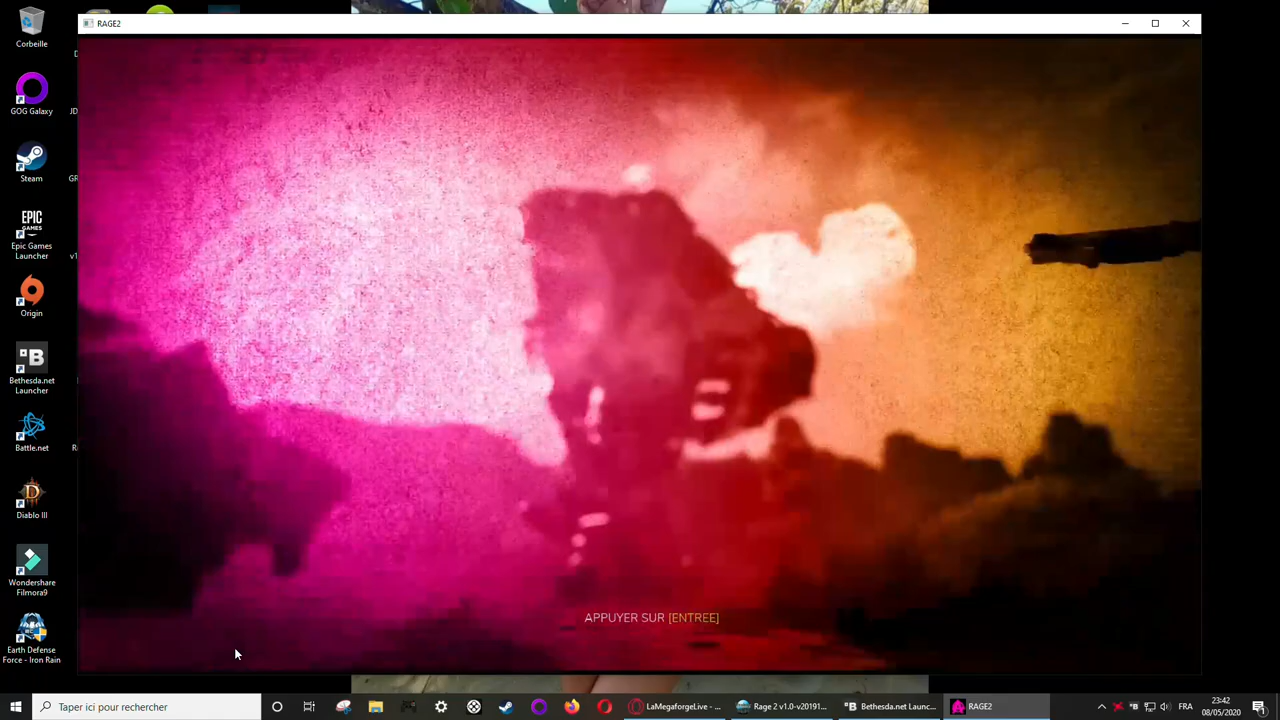 RAGE2
Corbeille
GOG Galaxy
Steam
EPIC
GAMES
Epic Games
Launcher
Origin
B
Bethesda.net
Launcher
Battle.net
Diablo III
Wondershare
Filmora9
Earth Defense
Force - Iron Rain
APPUYER SUR [ENTREE]
Taper ici pour rechercher
LaMegaforgeLive - ...
Rage 2 v1.0-v20191...
Bethesda.net Launc...
RAGE2
FRA
23:42
08/05/2020